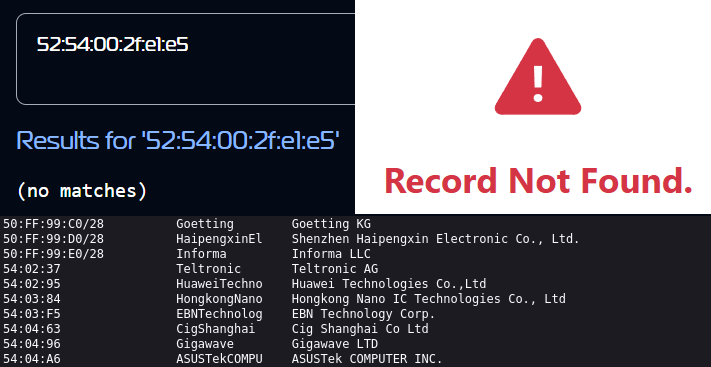 52:54:00:2f:e1:e5
Results for '52:54:00:2f:e1:e5'
(no matches)
!
Record Not Found.
50:FF:99:C0/28 Goetting Goetting KG
50:FF:99:D0/28 HaipengxinEl Shenzhen Haipengxin Electronic Co., Ltd.
50:FF:99:E0/28 Informa Informa LLC
54:02:37 Teltronic Teltronic AG
54:02:95 HuaweiTechno Huawei Technologies Co.,Ltd
54:03:84 HongkongNano Hongkong Nano IC Technologies Co., Ltd
54:03:F5 EBNTechnolog EBN Technology Corp.
54:04:63 CigShanghai Cig Shanghai Co Ltd
54:04:96 Gigawave Gigawave LTD
54:04:A6 ASUSTekCOMPU ASUSTek COMPUTER INC.